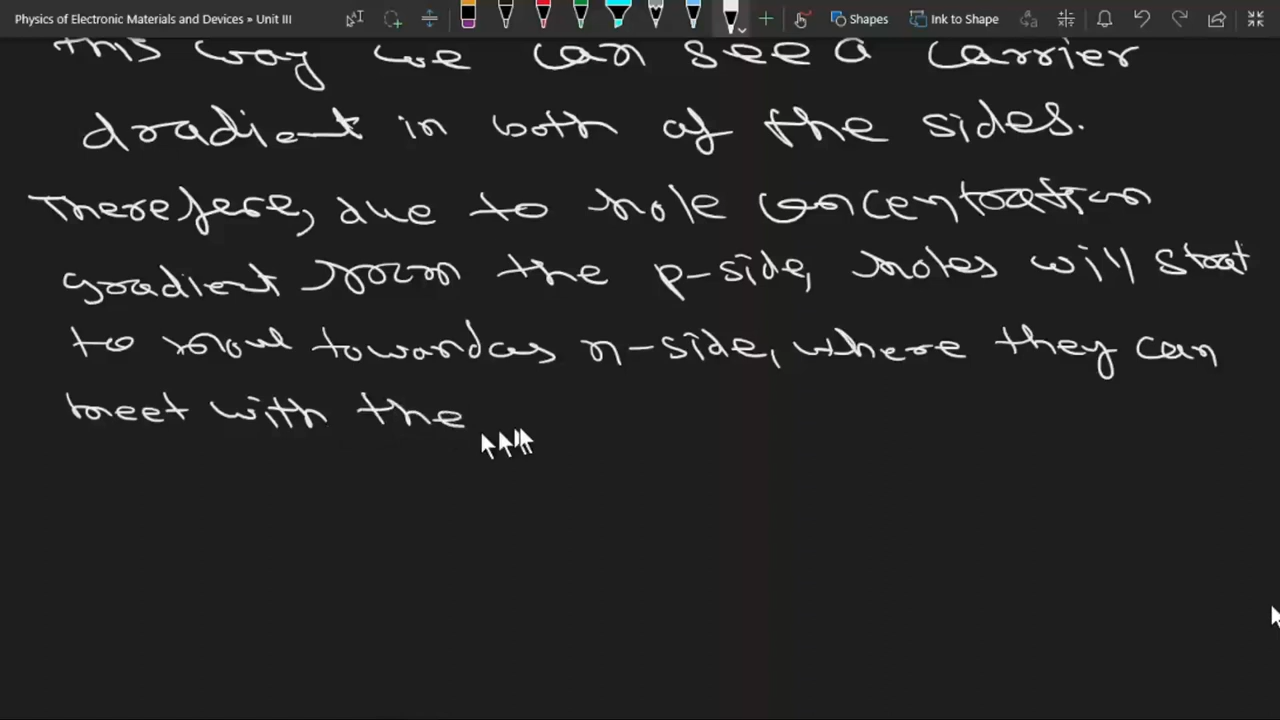 Physics of Electronic Materials and Devices » Unit III
Shapes
Ink to Shape
this way we can see a carrier
dradient in both of the sides.
Therefore, due to hole concentration
gradient from the p-side, holes will start
to move towards n-side, where they can
meet with the